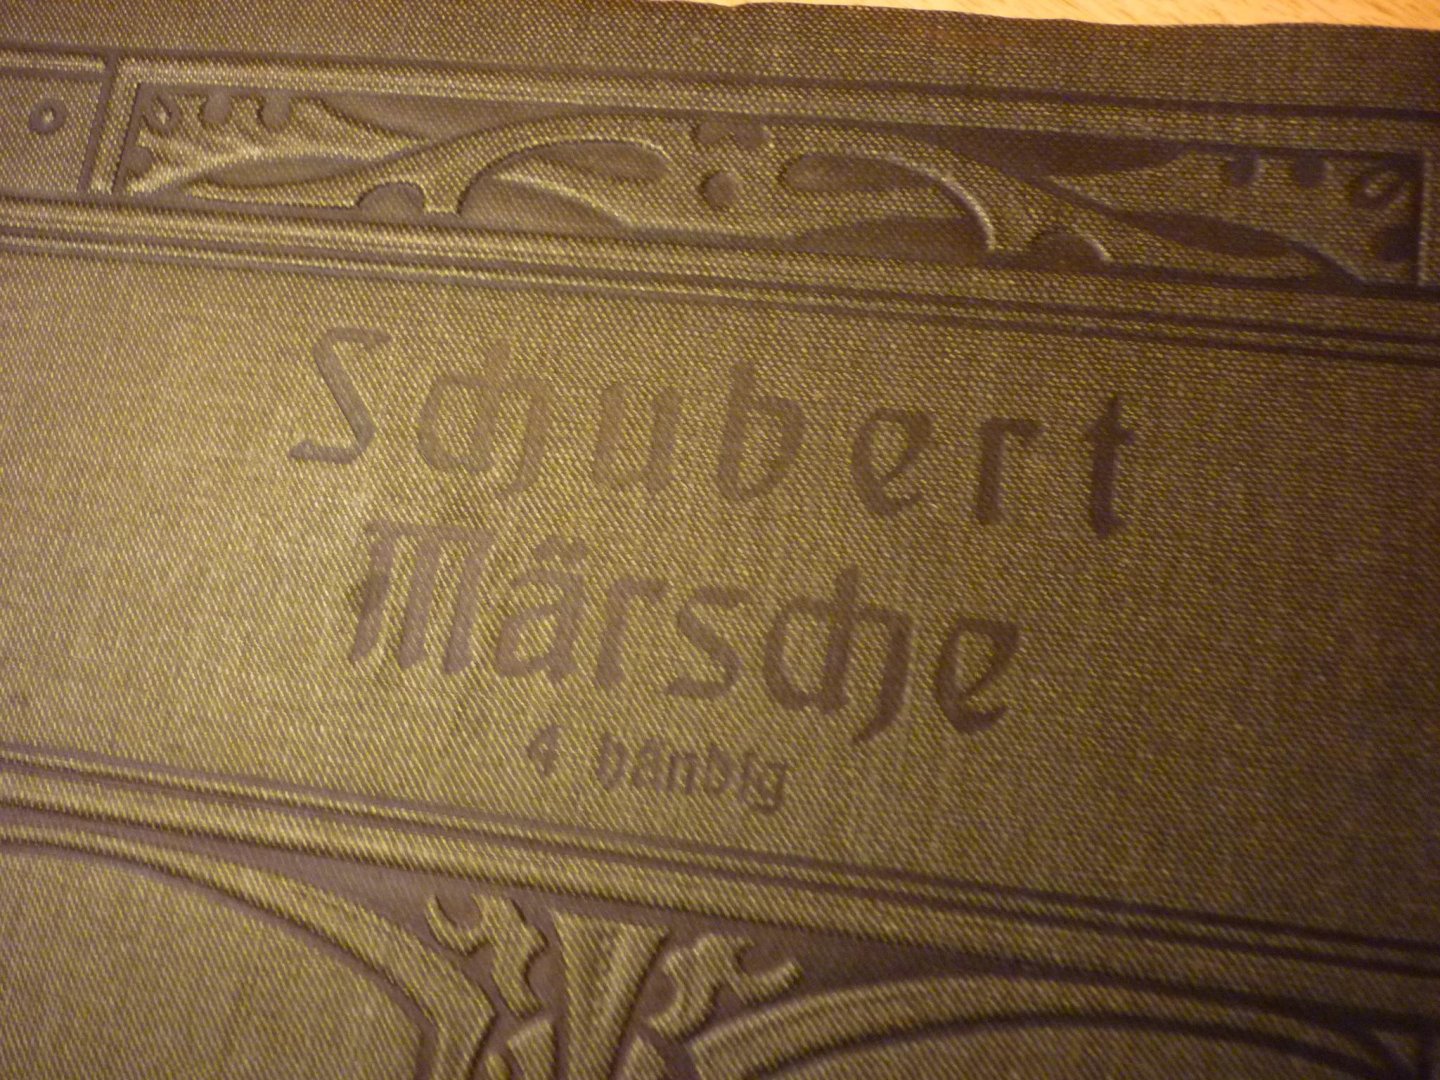 Schubert
Märsche
4 händig